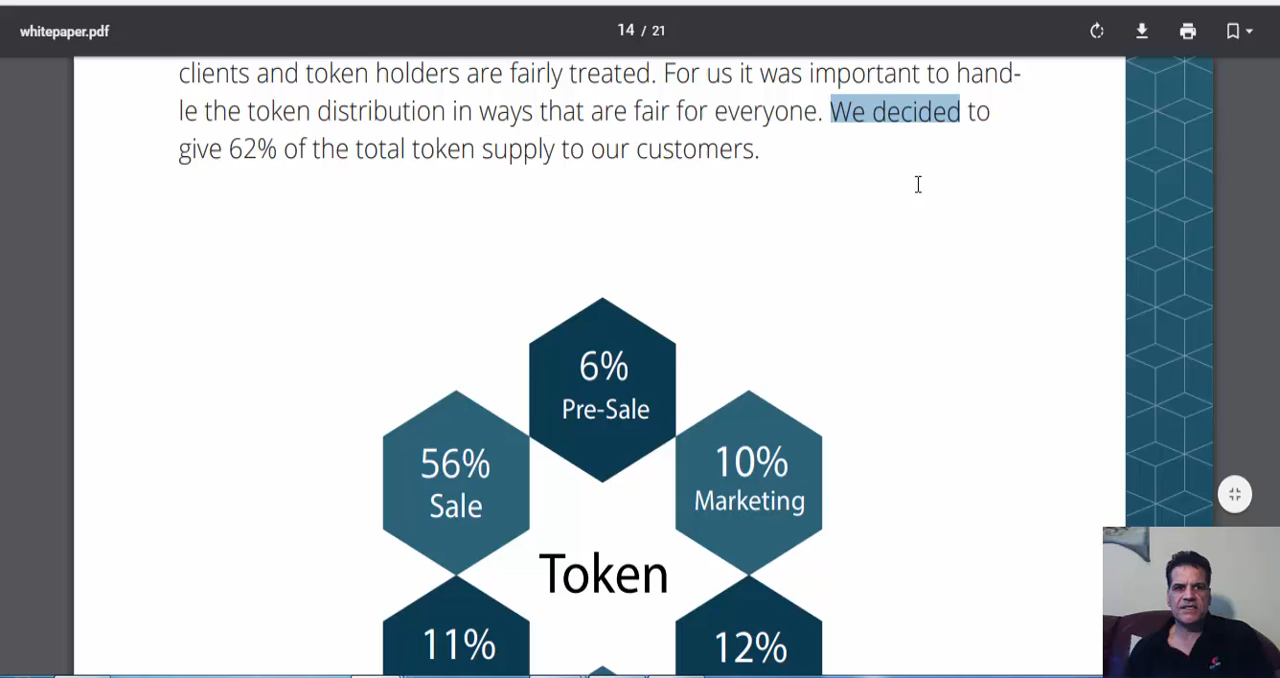 whitepaper.pdf
14 / 21
clients and token holders are fairly treated. For us it was important to hand-
le the token distribution in ways that are fair for everyone. We decided to
give 62% of the total token supply to our customers.
6%
Pre-Sale
56%
Sale
10%
Marketing
Token
11%
12%